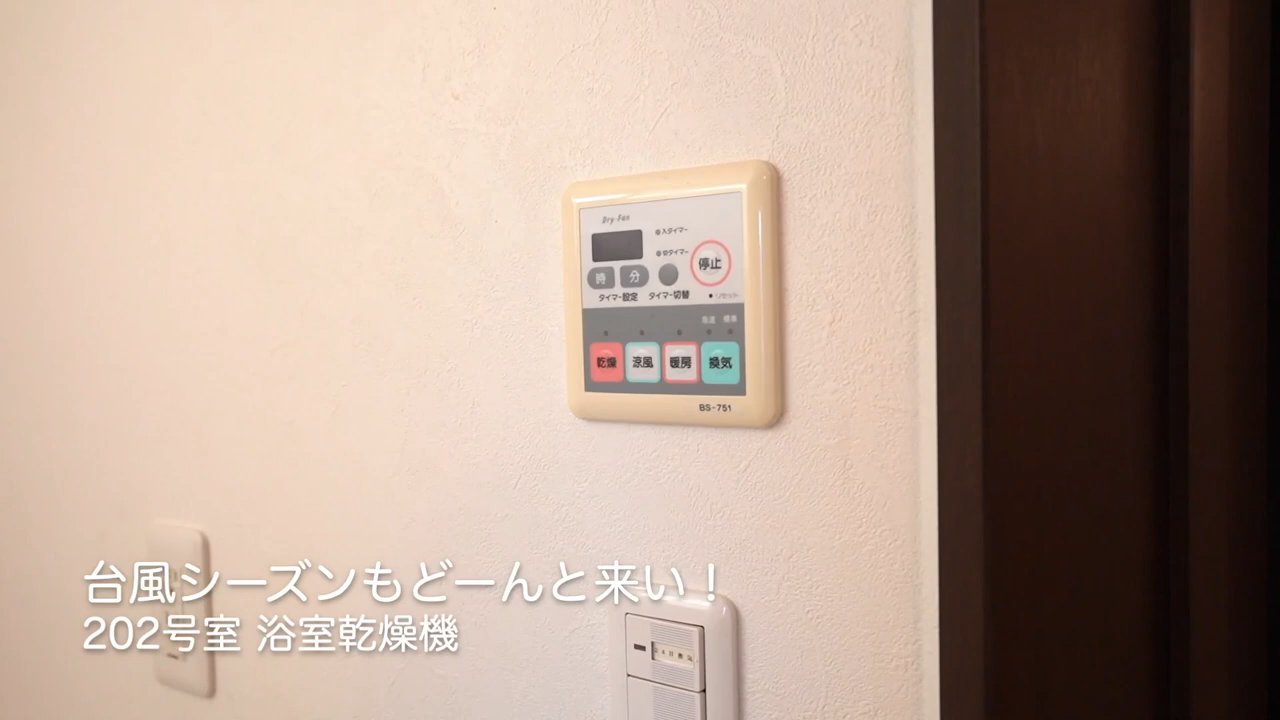 Dry-Fan
入タイマー
切タイマー
停止
時 分
タイマー設定 タイマー切替 リセット
急速 標準
乾燥 涼風 暖房 換気
BS-751
台風シーズンもどーんと来い！
202号室 浴室乾燥機